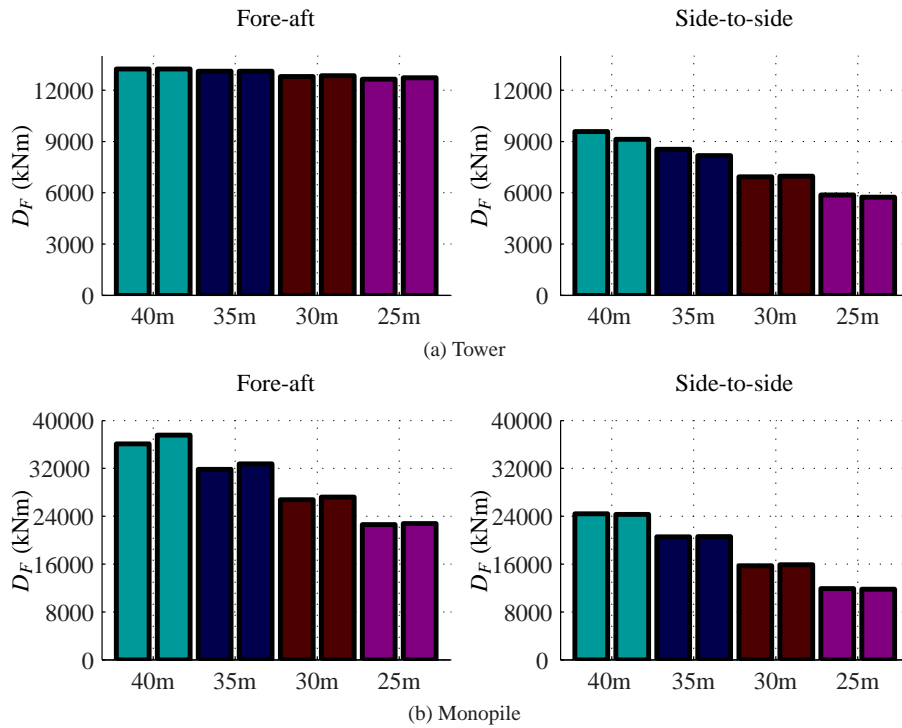 Fore-aft
Side-to-side
D_F (kNm)
12000
9000
6000
3000
0
40m 35m 30m 25m
D_F (kNm)
12000
9000
6000
3000
0
40m 35m 30m 25m
(a) Tower
Fore-aft
Side-to-side
D_F (kNm)
40000
32000
24000
16000
8000
0
40m 35m 30m 25m
D_F (kNm)
40000
32000
24000
16000
8000
0
40m 35m 30m 25m
(b) Monopile